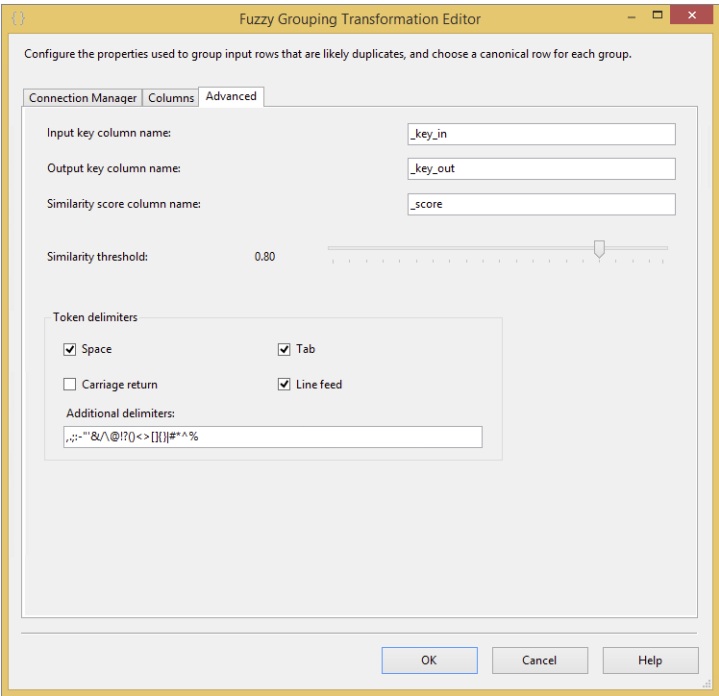 { } Fuzzy Grouping Transformation Editor
Configure the properties used to group input rows that are likely duplicates, and choose a canonical row for each group.
Connection Manager Columns Advanced
Input key column name: _key_in
Output key column name: _key_out
Similarity score column name: _score
Similarity threshold: 0.80
Token delimiters
Space Tab
Carriage return Line feed
Additional delimiters:
,.;:-"'&/\@!?()<>[]{}|#*^%
OK Cancel Help